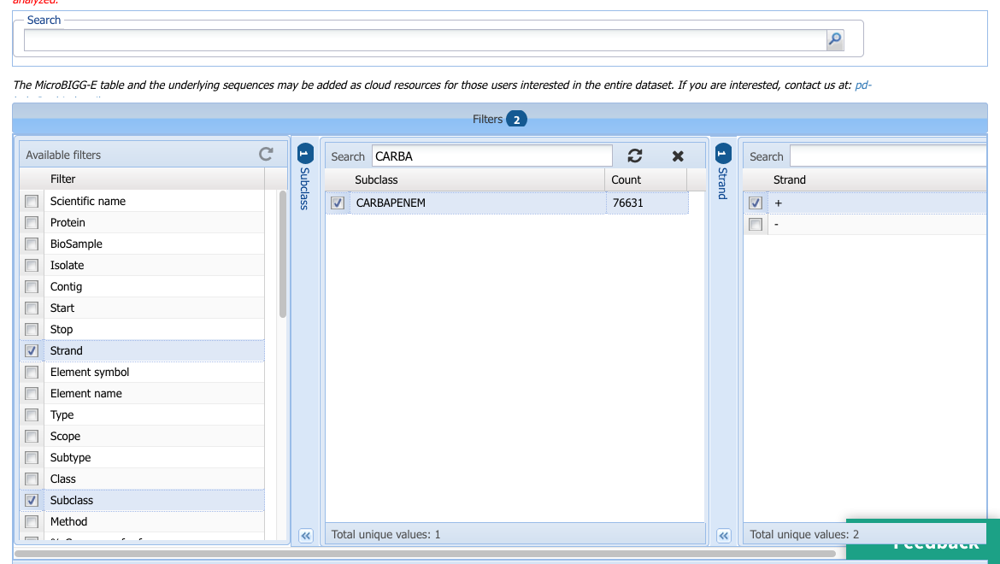 analyzed.
Search
The MicroBIGG-E table and the underlying sequences may be added as cloud resources for those users interested in the entire dataset. If you are interested, contact us at: pd-
Filters 2
Available filters
Filter
Scientific name
Protein
BioSample
Isolate
Contig
Start
Stop
Strand
Element symbol
Element name
Type
Scope
Subtype
Class
Subclass
Method
1 Subclass
Search CARBA
Subclass Count
CARBAPENEM 76631
Total unique values: 1
1 Strand
Search
Strand
+
-
Total unique values: 2
Feedback